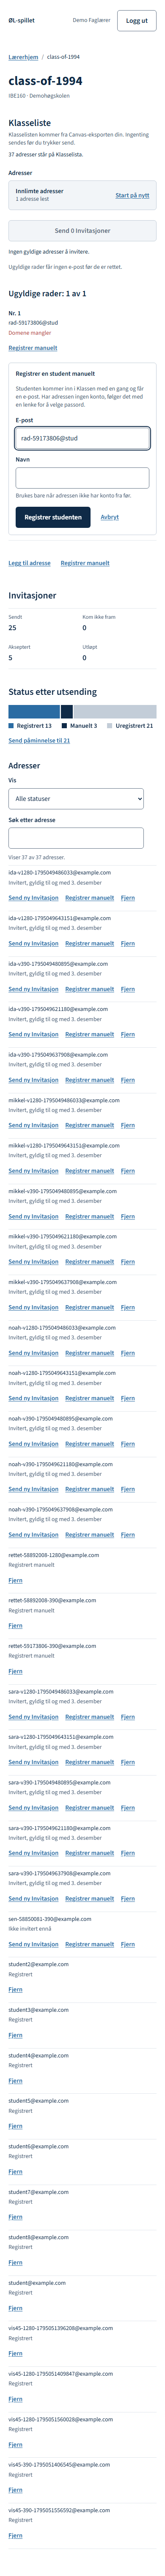 ØL-spillet
Demo Faglærer
Logg ut
Lærerhjem / class-of-1994
class-of-1994
IBE160 · Demohøgskolen
Klasseliste
Klasselisten kommer fra Canvas-eksporten din. Ingenting
sendes før du trykker send.
37 adresser står på Klasselista.
Adresser
Innlimte adresser
1 adresse lest
Start på nytt
Send 0 Invitasjoner
Ingen gyldige adresser å invitere.
Ugyldige rader får ingen e-post før de er rettet.
Ugyldige rader: 1 av 1
Nr. 1
rad-59173806@stud
Domene mangler
Registrer manuelt
Registrer en student manuelt
Studenten kommer inn i Klassen med en gang og får
en e-post. Har adressen ingen konto, følger det med
en lenke for å velge passord.
E-post
rad-59173806@stud
Navn
Brukes bare når adressen ikke har konto fra før.
Registrer studenten
Avbryt
Legg til adresse
Registrer manuelt
Invitasjoner
Sendt
Kom ikke fram
25
0
Akseptert
Utløpt
5
0
Status etter utsending
Registrert 13
Manuelt 3
Uregistrert 21
Send påminnelse til 21
Adresser
Vis
Alle statuser
Søk etter adresse
Viser 37 av 37 adresser.
ida-v1280-1795049486033@example.com
Invitert, gyldig til og med 3. desember
Send ny Invitasjon Registrer manuelt Fjern
ida-v1280-1795049643151@example.com
Invitert, gyldig til og med 3. desember
Send ny Invitasjon Registrer manuelt Fjern
ida-v390-1795049480895@example.com
Invitert, gyldig til og med 3. desember
Send ny Invitasjon Registrer manuelt Fjern
ida-v390-1795049621180@example.com
Invitert, gyldig til og med 3. desember
Send ny Invitasjon Registrer manuelt Fjern
ida-v390-1795049637908@example.com
Invitert, gyldig til og med 3. desember
Send ny Invitasjon Registrer manuelt Fjern
mikkel-v1280-1795049486033@example.com
Invitert, gyldig til og med 3. desember
Send ny Invitasjon Registrer manuelt Fjern
mikkel-v1280-1795049643151@example.com
Invitert, gyldig til og med 3. desember
Send ny Invitasjon Registrer manuelt Fjern
mikkel-v390-1795049480895@example.com
Invitert, gyldig til og med 3. desember
Send ny Invitasjon Registrer manuelt Fjern
mikkel-v390-1795049621180@example.com
Invitert, gyldig til og med 3. desember
Send ny Invitasjon Registrer manuelt Fjern
mikkel-v390-1795049637908@example.com
Invitert, gyldig til og med 3. desember
Send ny Invitasjon Registrer manuelt Fjern
noah-v1280-1795049486033@example.com
Invitert, gyldig til og med 3. desember
Send ny Invitasjon Registrer manuelt Fjern
noah-v1280-1795049643151@example.com
Invitert, gyldig til og med 3. desember
Send ny Invitasjon Registrer manuelt Fjern
noah-v390-1795049480895@example.com
Invitert, gyldig til og med 3. desember
Send ny Invitasjon Registrer manuelt Fjern
noah-v390-1795049621180@example.com
Invitert, gyldig til og med 3. desember
Send ny Invitasjon Registrer manuelt Fjern
noah-v390-1795049637908@example.com
Invitert, gyldig til og med 3. desember
Send ny Invitasjon Registrer manuelt Fjern
rettet-58892008-1280@example.com
Registrert manuelt
Fjern
rettet-58892008-390@example.com
Registrert manuelt
Fjern
rettet-59173806-390@example.com
Registrert manuelt
Fjern
sara-v1280-1795049486033@example.com
Invitert, gyldig til og med 3. desember
Send ny Invitasjon Registrer manuelt Fjern
sara-v1280-1795049643151@example.com
Invitert, gyldig til og med 3. desember
Send ny Invitasjon Registrer manuelt Fjern
sara-v390-1795049480895@example.com
Invitert, gyldig til og med 3. desember
Send ny Invitasjon Registrer manuelt Fjern
sara-v390-1795049621180@example.com
Invitert, gyldig til og med 3. desember
Send ny Invitasjon Registrer manuelt Fjern
sara-v390-1795049637908@example.com
Invitert, gyldig til og med 3. desember
Send ny Invitasjon Registrer manuelt Fjern
sen-58850081-390@example.com
Ikke invitert ennå
Send ny Invitasjon Registrer manuelt Fjern
student2@example.com
Registrert
Fjern
student3@example.com
Registrert
Fjern
student4@example.com
Registrert
Fjern
student5@example.com
Registrert
Fjern
student6@example.com
Registrert
Fjern
student7@example.com
Registrert
Fjern
student8@example.com
Registrert
Fjern
student@example.com
Registrert
Fjern
vis45-1280-1795051396208@example.com
Registrert
Fjern
vis45-1280-1795051409847@example.com
Registrert
Fjern
vis45-1280-1795051560028@example.com
Registrert
Fjern
vis45-390-1795051406545@example.com
Registrert
Fjern
vis45-390-1795051556592@example.com
Registrert
Fjern